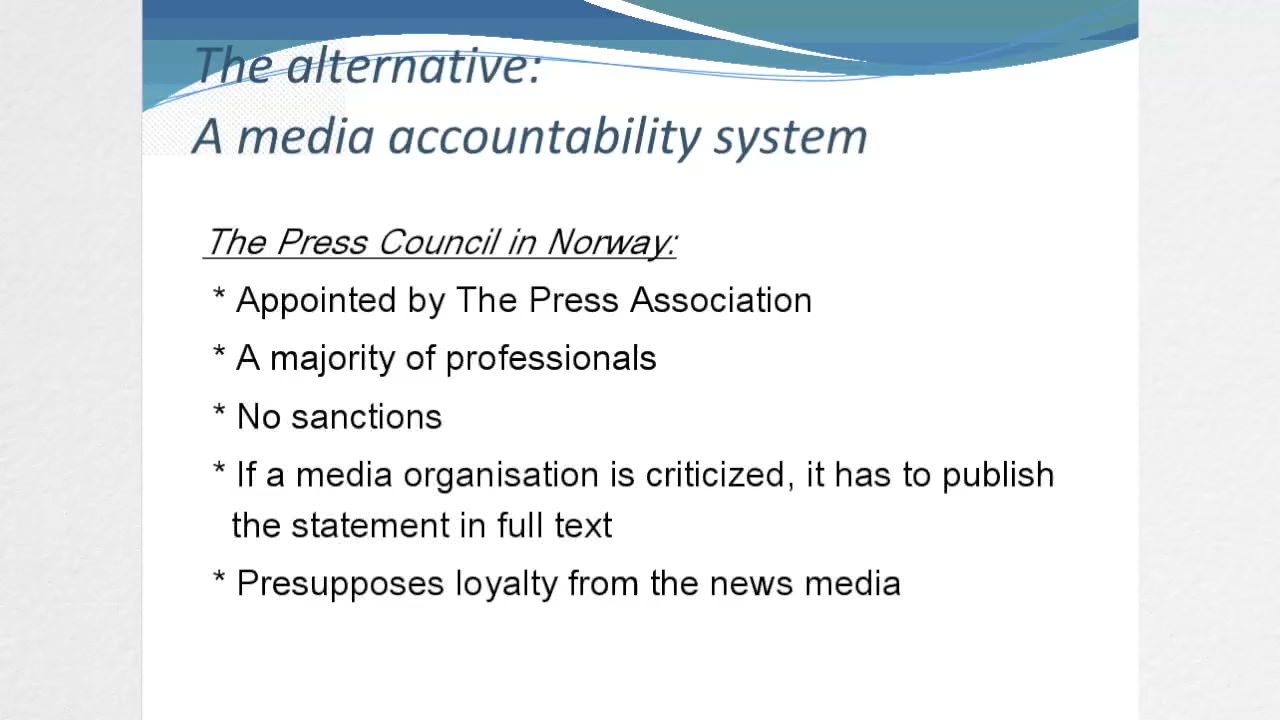 The alternative:
A media accountability system
The Press Council in Norway:
* Appointed by The Press Association
* A majority of professionals
* No sanctions
* If a media organisation is criticized, it has to publish
the statement in full text
* Presupposes loyalty from the news media